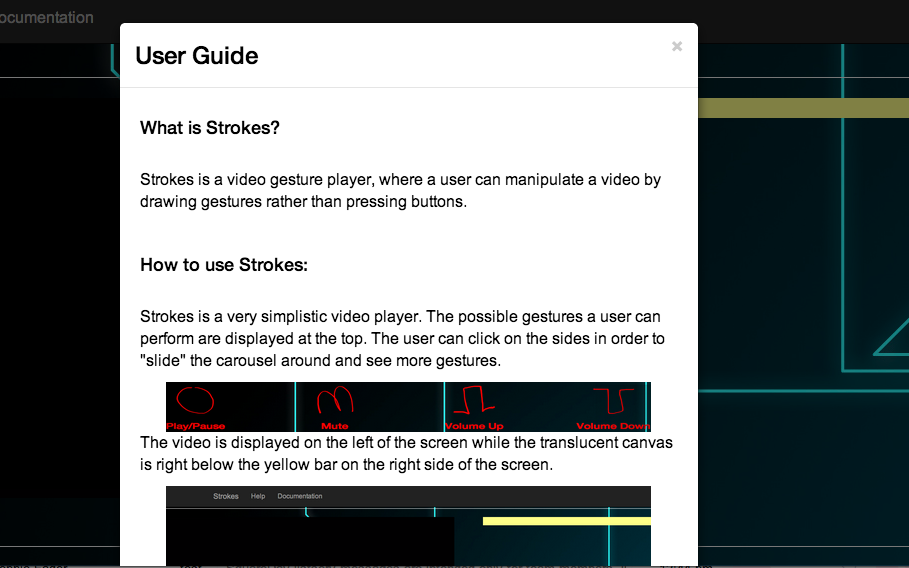 ocumentation
User Guide
×
What is Strokes?
Strokes is a video gesture player, where a user can manipulate a video by
drawing gestures rather than pressing buttons.
How to use Strokes:
Strokes is a very simplistic video player. The possible gestures a user can
perform are displayed at the top. The user can click on the sides in order to
"slide" the carousel around and see more gestures.
Play/Pause Mute Volume Up Volume Down
The video is displayed on the left of the screen while the translucent canvas
is right below the yellow bar on the right side of the screen.
Strokes Help Documentation